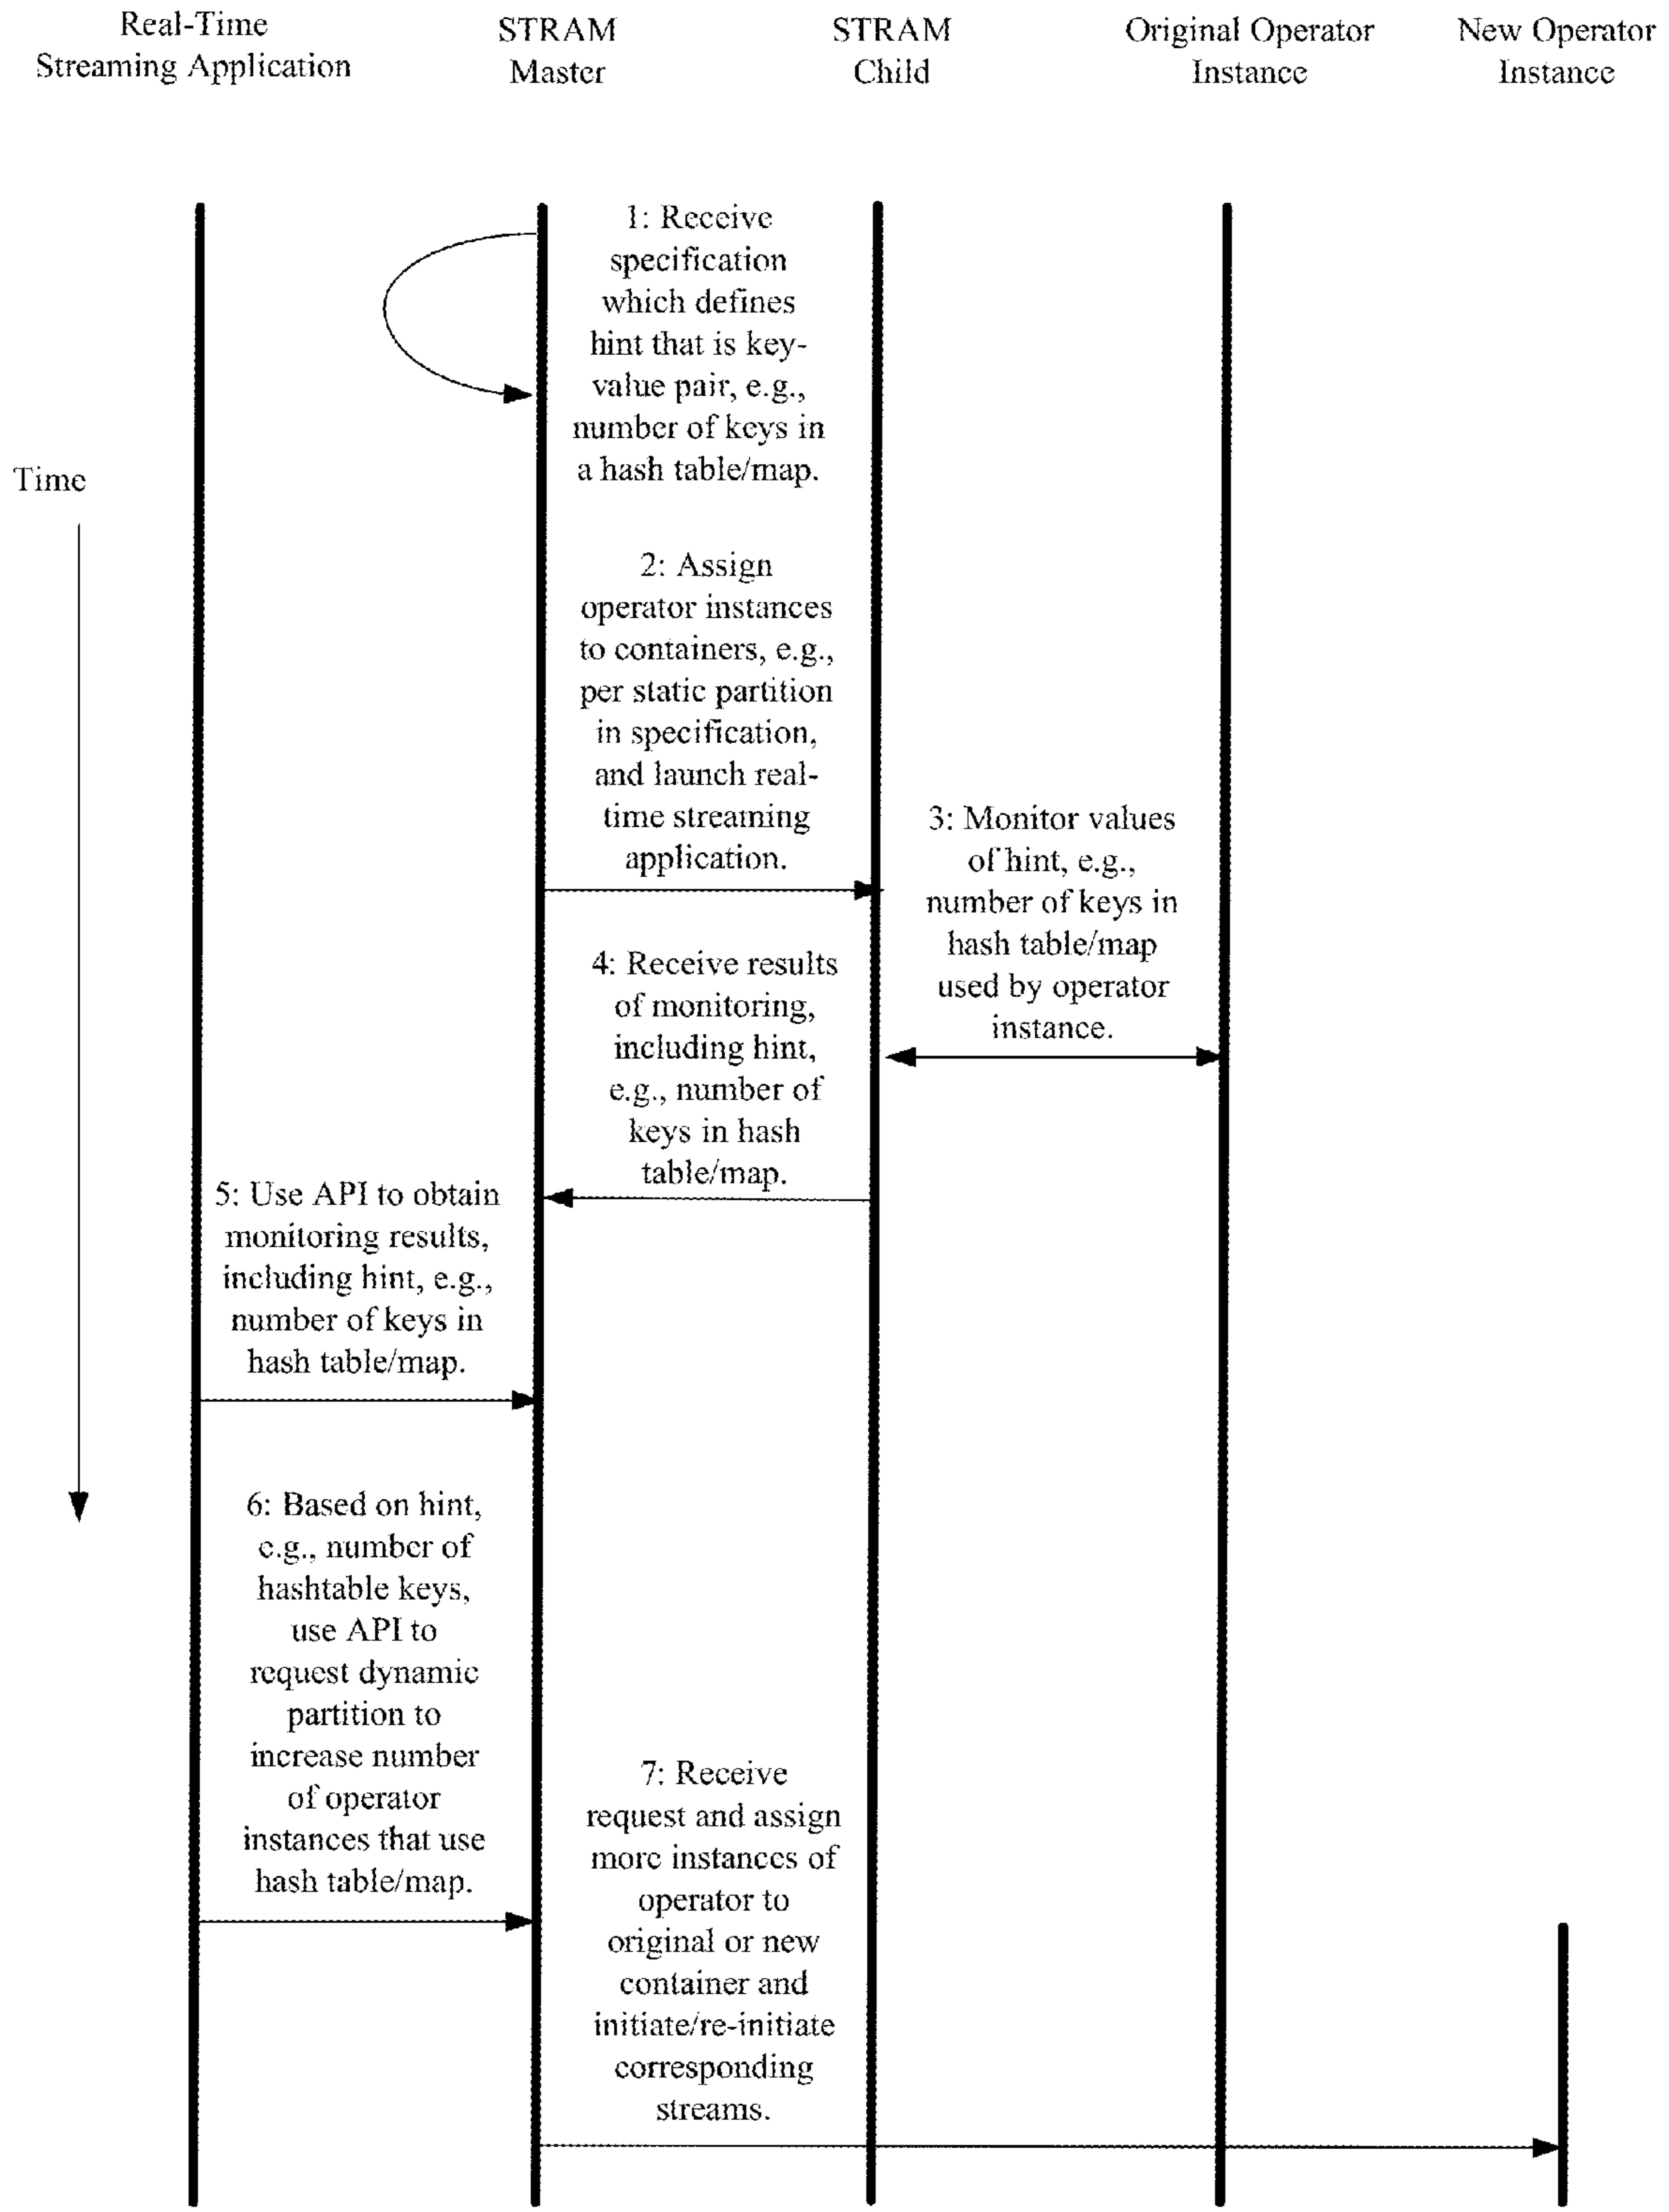 Real-Time
Streaming Application
STRAM
Master
STRAM
Child
Original Operator
Instance
New Operator
Instance
1: Receive
specification
which defines
hint that is key-
value pair, e.g.,
number of keys in
a hash table/map.
Time
2: Assign
operator instances
to containers, e.g.,
per static partition
in specification,
and launch real-
time streaming
application.
3: Monitor values
of hint, e.g.,
number of keys in
hash table/map
used by operator
instance.
4: Receive results
of monitoring,
including hint,
e.g., number of
keys in hash
table/map.
5: Use API to obtain
monitoring results,
including hint, e.g.,
number of keys in
hash table/map.
6: Based on hint,
e.g., number of
hashtable keys,
use API to
request dynamic
partition to
increase number
of operator
instances that use
hash table/map.
7: Receive
request and assign
more instances of
operator to
original or new
container and
initiate/re-initiate
corresponding
streams.